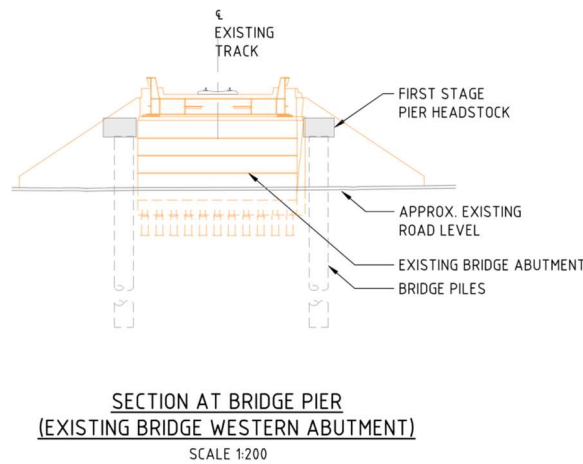 ℄
EXISTING
TRACK
FIRST STAGE
PIER HEADSTOCK
APPROX. EXISTING
ROAD LEVEL
EXISTING BRIDGE ABUTMENT
BRIDGE PILES
SECTION AT BRIDGE PIER
(EXISTING BRIDGE WESTERN ABUTMENT)
SCALE 1:200